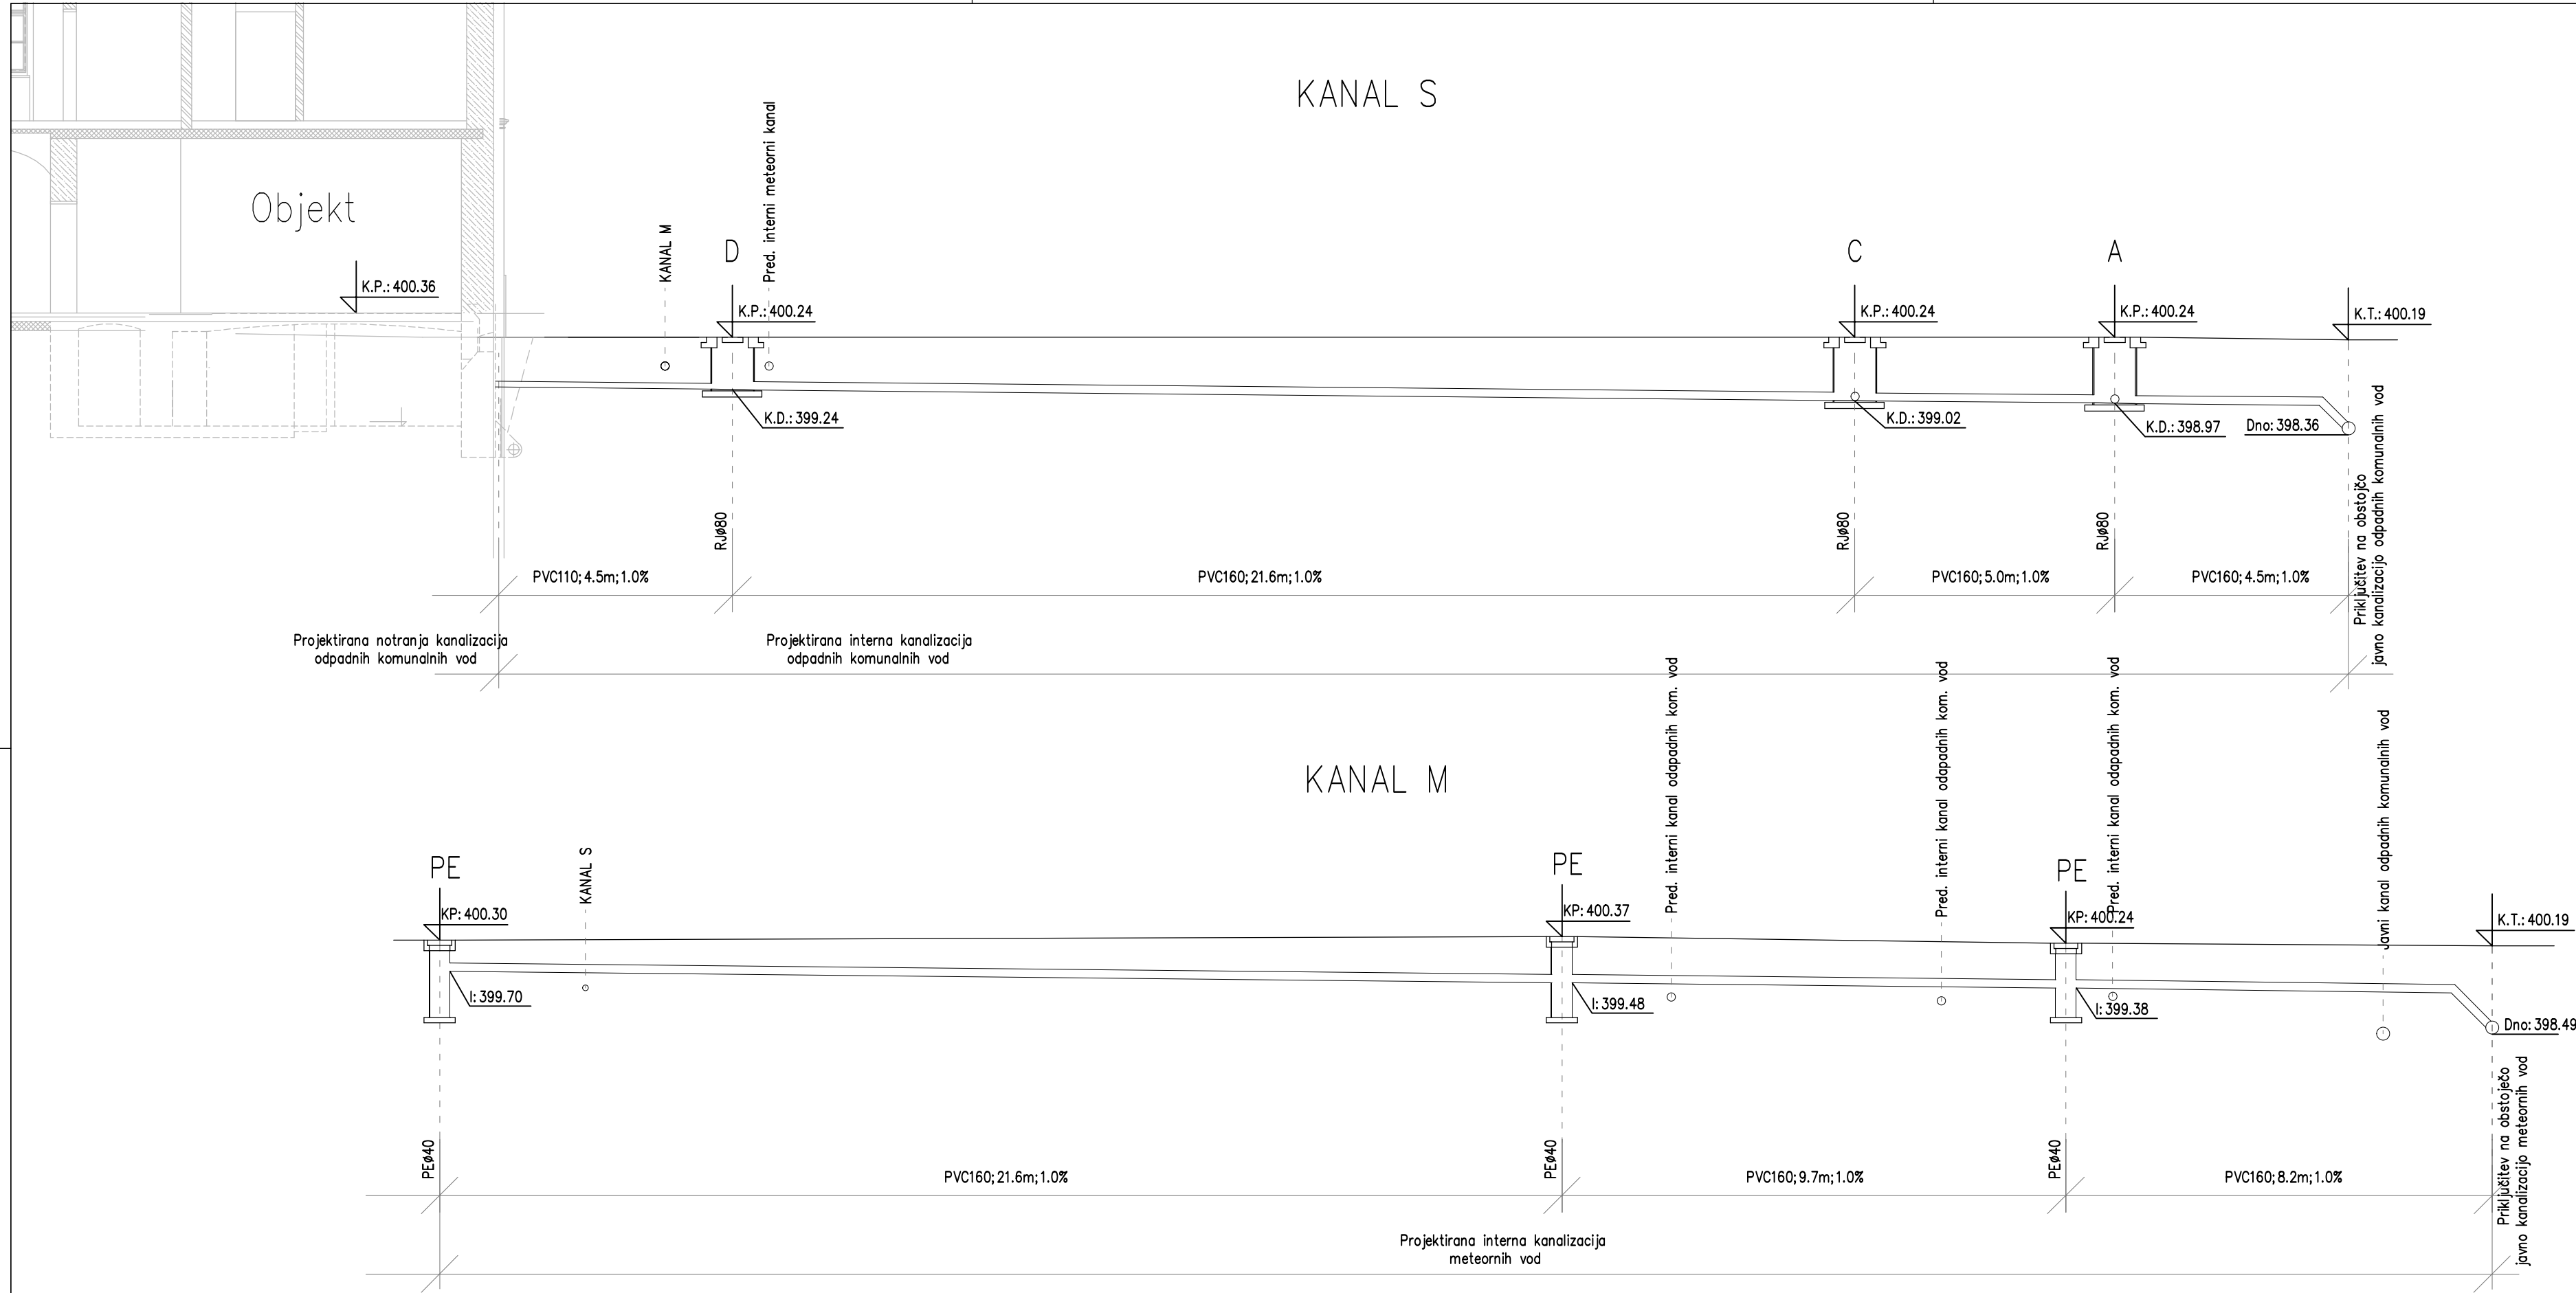 KANAL S
Objekt
K.P.: 400.36
KANAL M
D
K.P.: 400.24
Pred. interni meteorni kanal
C
K.P.: 400.24
A
K.P.: 400.24
K.T.: 400.19
K.D.: 399.24
K.D.: 399.02
K.D.: 398.97
Dno: 398.36
RJø80
RJø80
RJø80
Priključitev na obstojčo
javno kanalizacijo odpadnih komunalnih vod
PVC110; 4.5m; 1.0%
PVC160; 21.6m; 1.0%
PVC160; 5.0m; 1.0%
PVC160; 4.5m; 1.0%
Projektirana notranja kanalizacija
odpadnih komunalnih vod
Projektirana interna kanalizacija
odpadnih komunalnih vod
KANAL M
PE
KP: 400.30
KANAL S
PE
KP: 400.37
Pred. interni kanal odapadnih kom. vod
Pred. interni kanal odapadnih kom. vod
PE
KP: 400.24
Pred. interni kanal odapadnih kom. vod
Javni kanal odpadnih komunalnih vod
K.T.: 400.19
I: 399.70
I: 399.48
I: 399.38
Dno: 398.49
PEø40
PEø40
PEø40
Priključitev na obstoječo
javno kanalizacijo meteornih vod
PVC160; 21.6m; 1.0%
PVC160; 9.7m; 1.0%
PVC160; 8.2m; 1.0%
Projektirana interna kanalizacija
meteornih vod